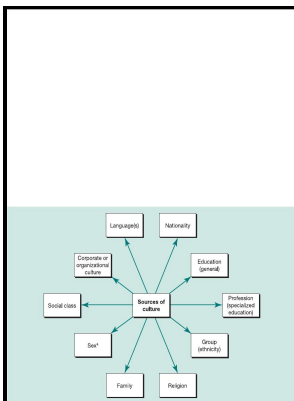 Language(s)
Nationality
Corporate or
organizational
culture
Education
(general)
Social class
Sources of
culture
Profession
(specialized
education)
Sex*
Group
(ethnicity)
Family
Religion